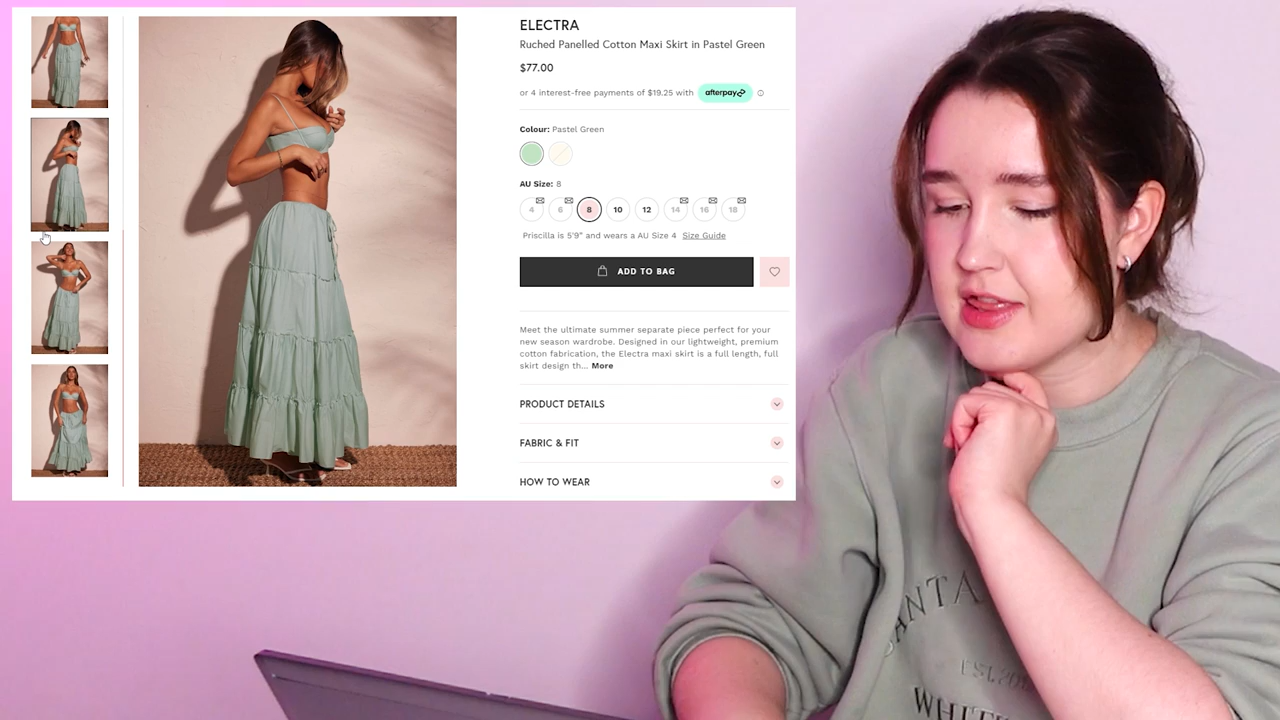 ELECTRA
Ruched Panelled Cotton Maxi Skirt in Pastel Green
$77.00
or 4 interest-free payments of $19.25 with afterpay
Colour: Pastel Green
AU Size: 8
4 6 8 10 12 14 16 18
Priscilla is 5'9" and wears a AU Size 4 Size Guide
ADD TO BAG
Meet the ultimate summer separate piece perfect for your
new season wardrobe. Designed in our lightweight, premium
cotton fabrication, the Electra maxi skirt is a full length, full
skirt design th... More
PRODUCT DETAILS
FABRIC & FIT
HOW TO WEAR
ANTA